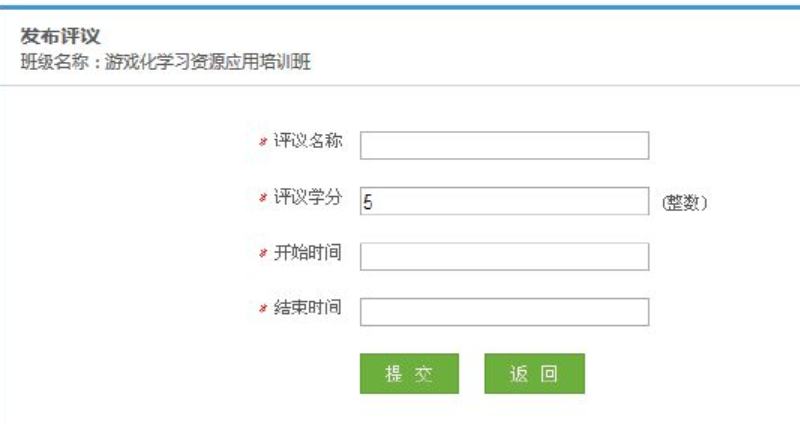 发布评议
班级名称：游戏化学习资源应用培训班
* 评议名称
* 评议学分 5 (整数)
* 开始时间
* 结束时间
提 交 返 回